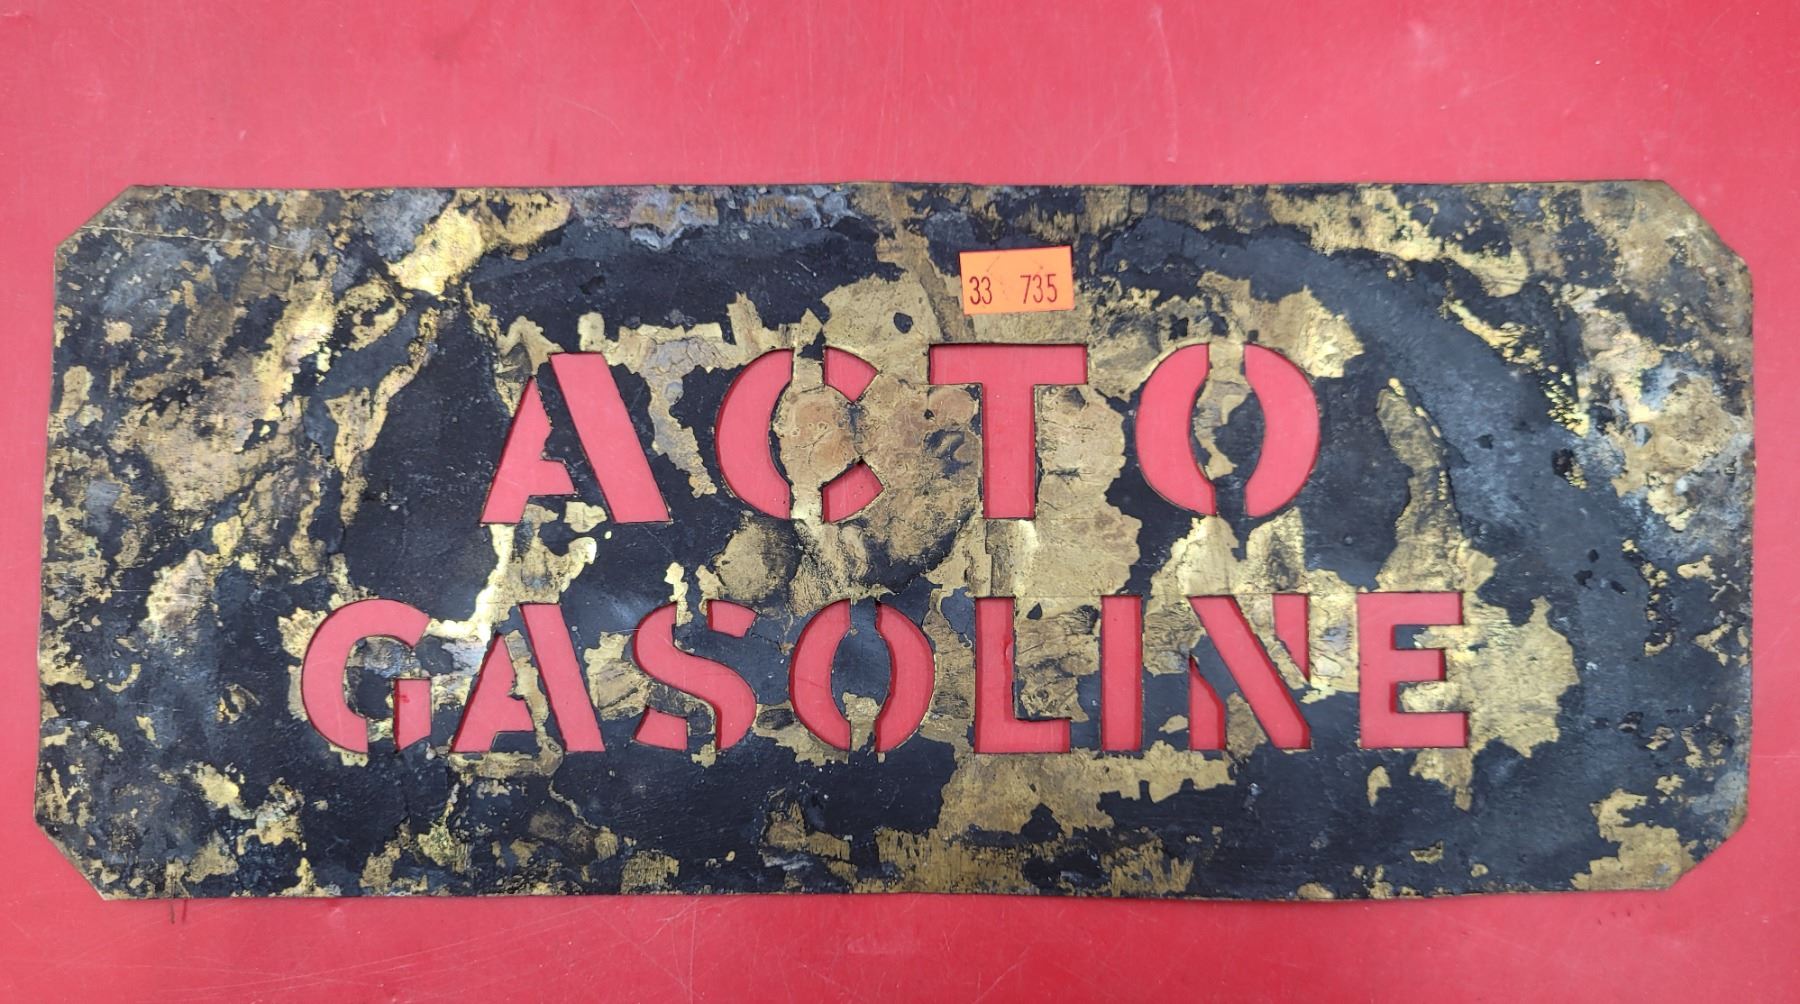 33 735
ACTO
GASOLINE